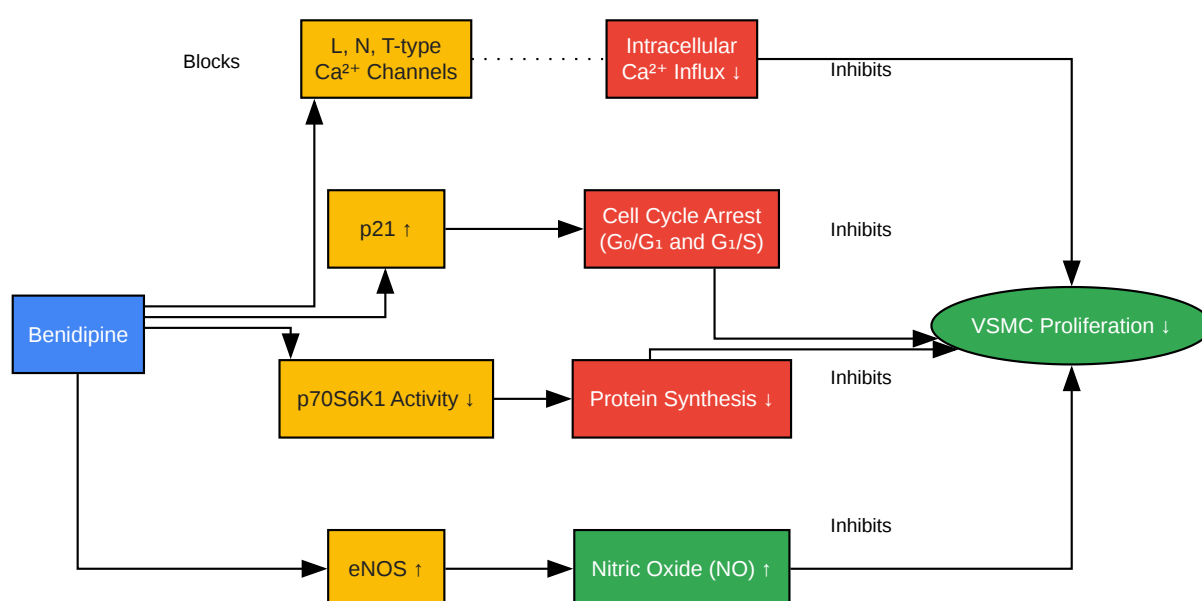 Blocks
L, N, T-type
Ca²⁺ Channels
Intracellular
Ca²⁺ Influx ↓
Inhibits
p21 ↑
Cell Cycle Arrest
(G₀/G₁ and G₁/S)
Inhibits
Benidipine
VSMC Proliferation ↓
p70S6K1 Activity ↓
Protein Synthesis ↓
Inhibits
eNOS ↑
Nitric Oxide (NO) ↑
Inhibits